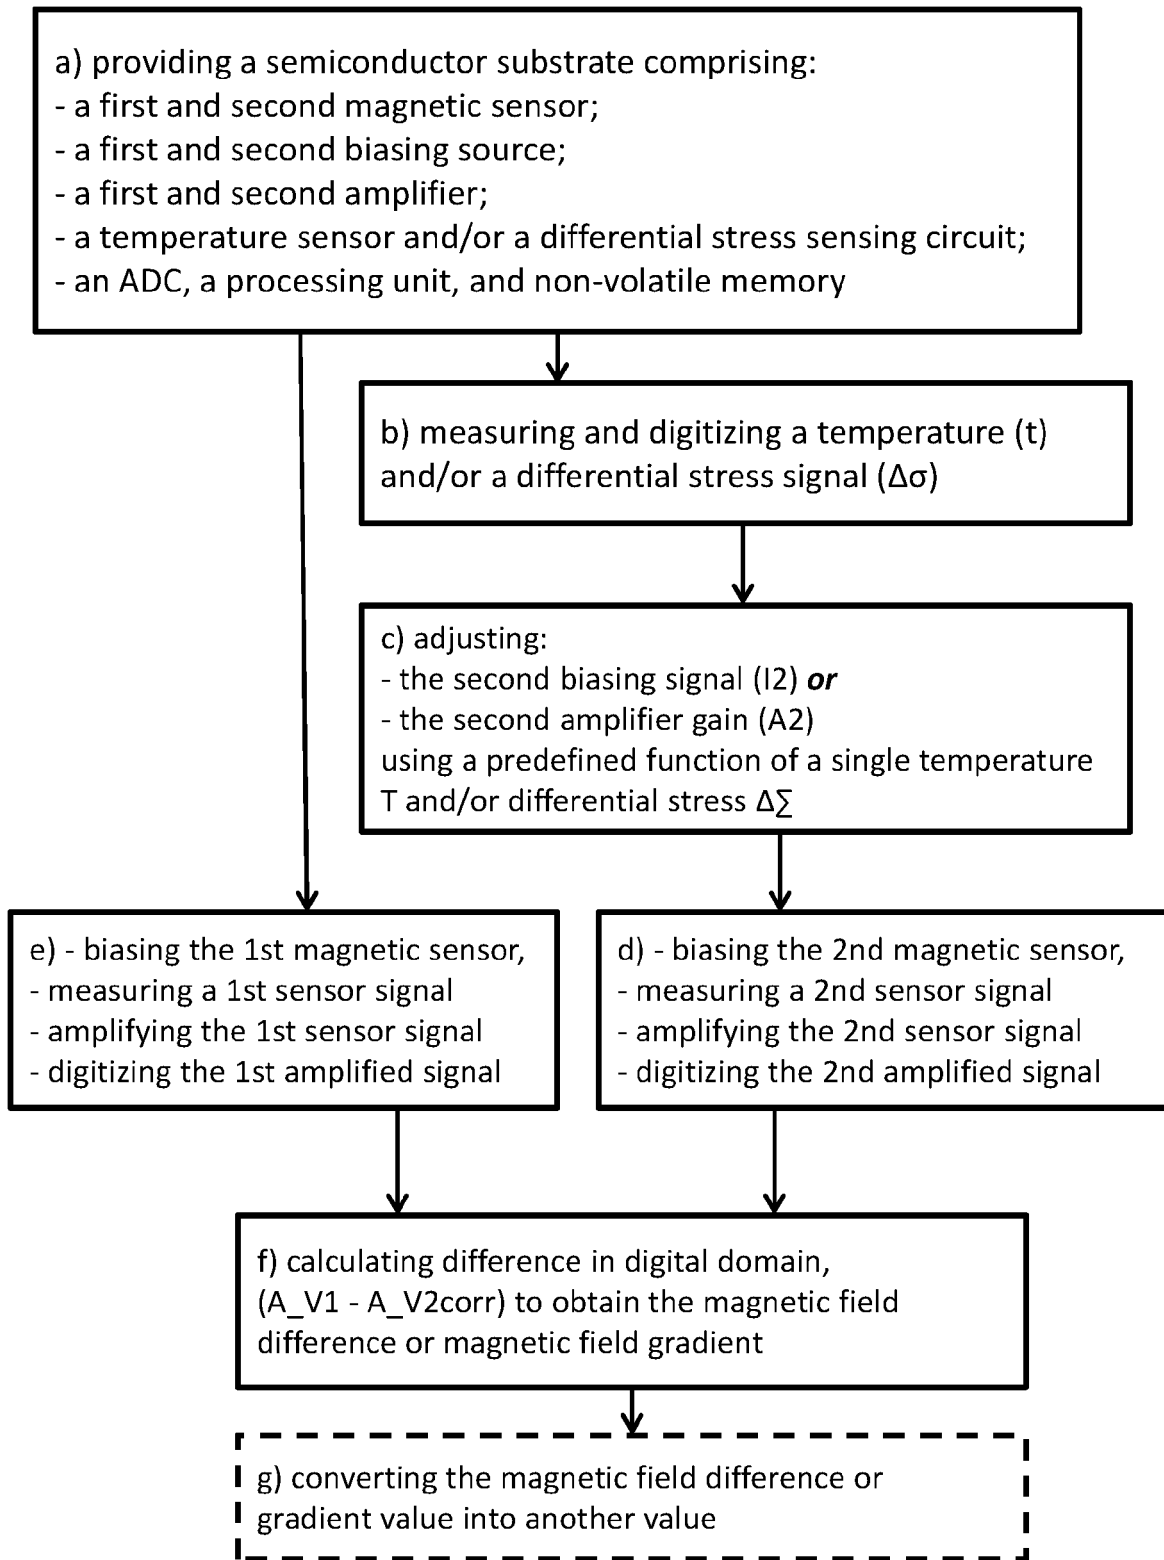 a) providing a semiconductor substrate comprising:
- a first and second magnetic sensor;
- a first and second biasing source;
- a first and second amplifier;
- a temperature sensor and/or a differential stress sensing circuit;
- an ADC, a processing unit, and non-volatile memory
b) measuring and digitizing a temperature (t)
and/or a differential stress signal (Δσ)
c) adjusting:
- the second biasing signal (I2) or
- the second amplifier gain (A2)
using a predefined function of a single temperature
T and/or differential stress Δ∑
e) - biasing the 1st magnetic sensor,
- measuring a 1st sensor signal
- amplifying the 1st sensor signal
- digitizing the 1st amplified signal
d) - biasing the 2nd magnetic sensor,
- measuring a 2nd sensor signal
- amplifying the 2nd sensor signal
- digitizing the 2nd amplified signal
f) calculating difference in digital domain,
(A_V1 - A_V2corr) to obtain the magnetic field
difference or magnetic field gradient
g) converting the magnetic field difference or
gradient value into another value